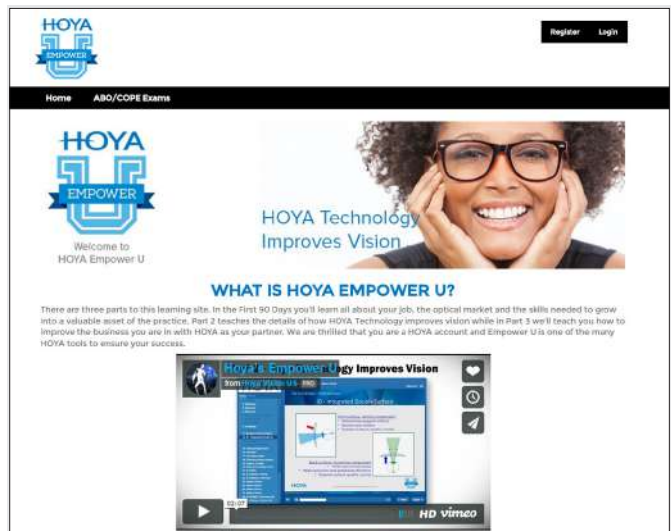 HOYA
EMPOWER
Register Login
Home ABO/COPE Exams
HOYA
EMPOWER
Welcome to
HOYA Empower U
HOYA Technology
Improves Vision
WHAT IS HOYA EMPOWER U?
There are three parts to this learning site. In the First 90 Days you'll learn all about your job, the optical market and the skills needed to grow
into a valuable asset of the practice. Part 2 teaches the details of how HOYA Technology improves vision while in Part 3 we'll teach you how to
improve the business you are in with HOYA as your partner. We are thrilled that you are a HOYA account and Empower U is one of the many
HOYA tools to ensure your success.
Hoya's Empower U
ogy Improves Vision
from Hoya Vision US PRO
HOYA
02:07
HD vimeo